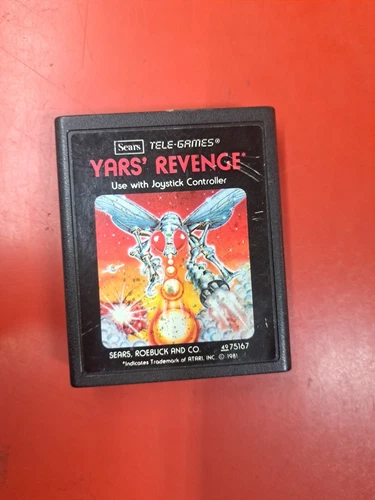 Sears TELE-GAMES®
YARS' REVENGE*
Use with Joystick Controller
SEARS, ROEBUCK AND CO. 49 75167
*Indicates Trademark of ATARI, INC. © 1981